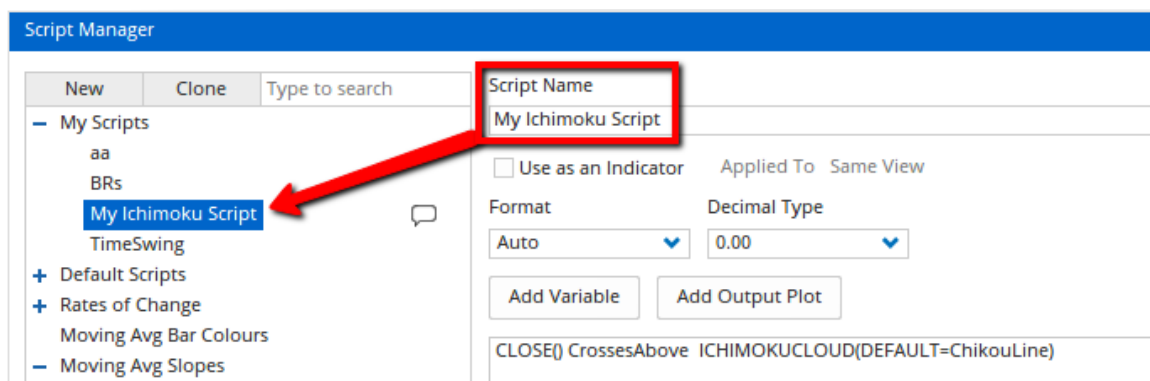 Script Manager
New Clone Type to search
My Scripts
aa
BRs
My Ichimoku Script
TimeSwing
Default Scripts
Rates of Change
Moving Avg Bar Colours
Moving Avg Slopes
Script Name
My Ichimoku Script
Use as an Indicator Applied To Same View
Format Decimal Type
Auto 0.00
Add Variable Add Output Plot
CLOSE() CrossesAbove ICHIMOKUCLOUD(DEFAULT=ChikouLine)